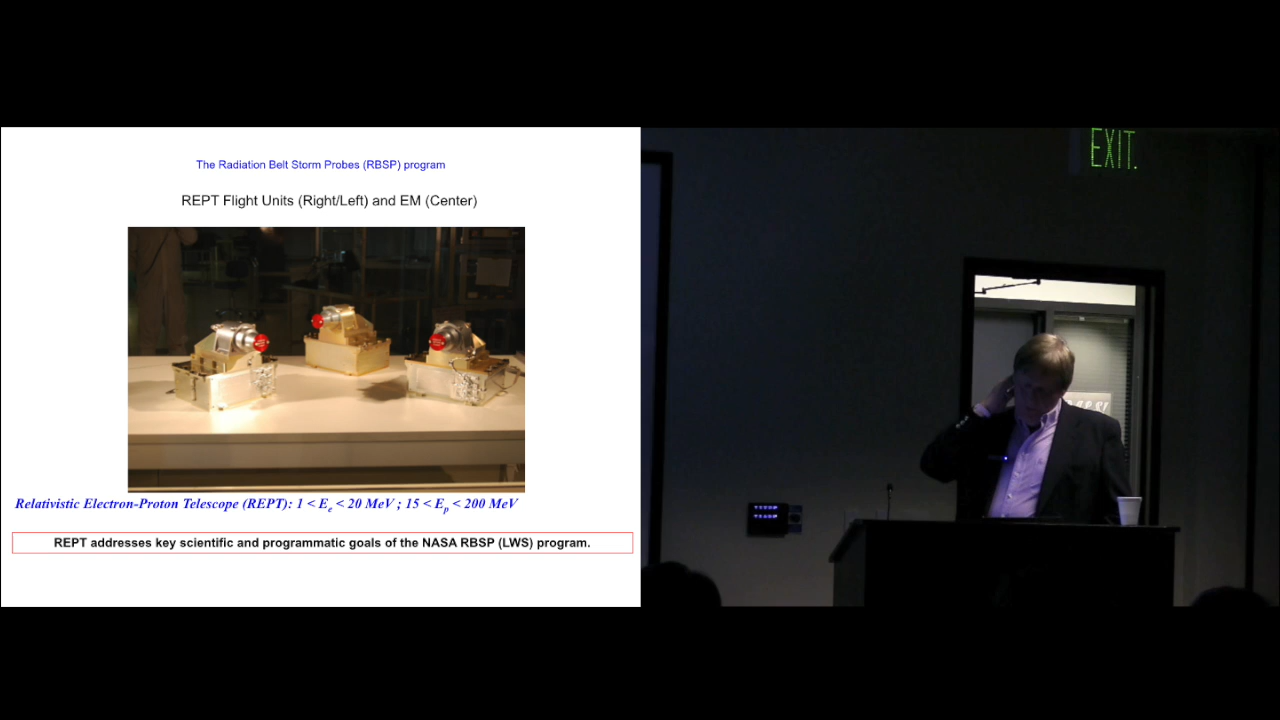 The Radiation Belt Storm Probes (RBSP) program
REPT Flight Units (Right/Left) and EM (Center)
Relativistic Electron-Proton Telescope (REPT): 1 < Ee < 20 MeV ; 15 < Ep < 200 MeV
REPT addresses key scientific and programmatic goals of the NASA RBSP (LWS) program.
EXIT